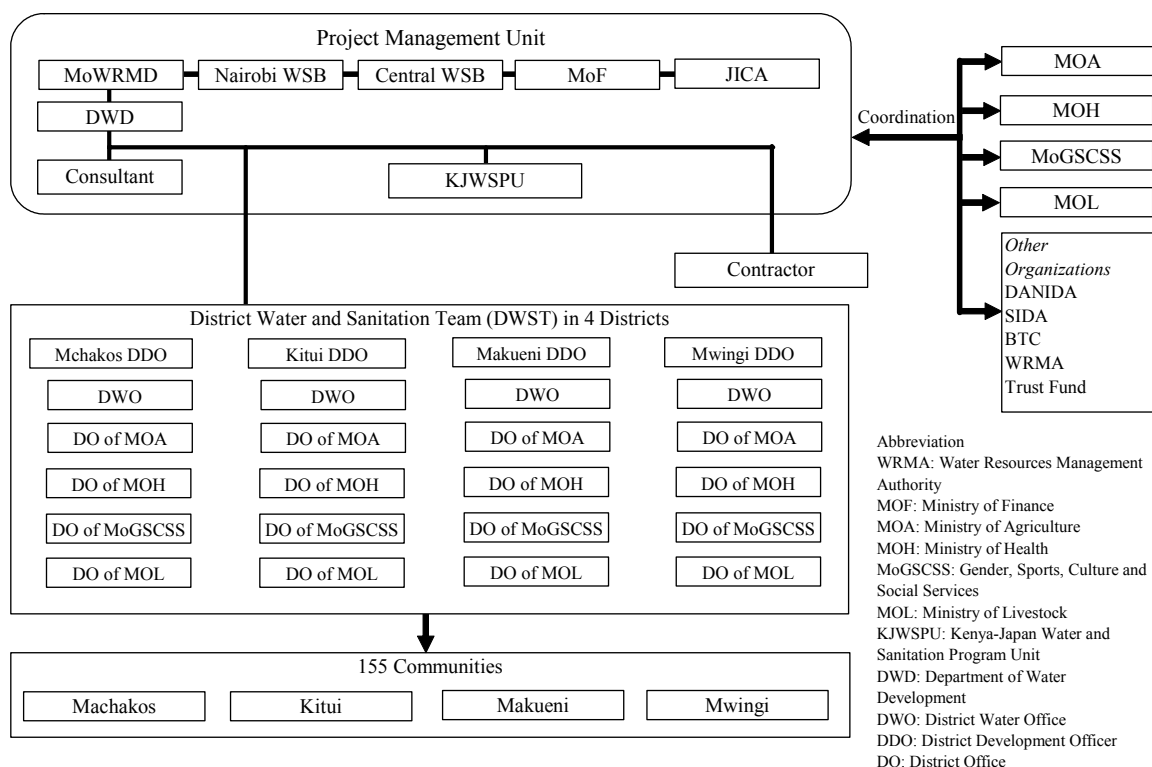 Project Management Unit
MoWRMD
Nairobi WSB
Central WSB
MoF
JICA
DWD
Consultant
KJWSPU
Contractor
Coordination
MOA
MOH
MoGSCSS
MOL
Other
Organizations
DANIDA
SIDA
BTC
WRMA
Trust Fund
District Water and Sanitation Team (DWST) in 4 Districts
Mchakos DDO
Kitui DDO
Makueni DDO
Mwingi DDO
DWO
DWO
DWO
DWO
DO of MOA
DO of MOA
DO of MOA
DO of MOA
DO of MOH
DO of MOH
DO of MOH
DO of MOH
DO of MoGSCSS
DO of MoGSCSS
DO of MoGSCSS
DO of MoGSCSS
DO of MOL
DO of MOL
DO of MOL
DO of MOL
155 Communities
Machakos
Kitui
Makueni
Mwingi
Abbreviation
WRMA: Water Resources Management
Authority
MOF: Ministry of Finance
MOA: Ministry of Agriculture
MOH: Ministry of Health
MoGSCSS: Gender, Sports, Culture and
Social Services
MOL: Ministry of Livestock
KJWSPU: Kenya-Japan Water and
Sanitation Program Unit
DWD: Department of Water
Development
DWO: District Water Office
DDO: District Development Officer
DO: District Office